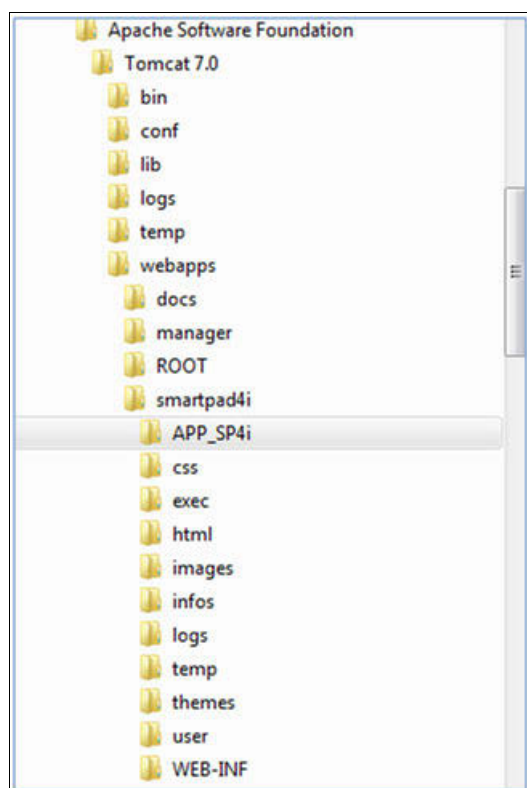 Apache Software Foundation
Tomcat 7.0
bin
conf
lib
logs
temp
webapps
docs
manager
ROOT
smartpad4i
APP_SP4i
css
exec
html
images
infos
logs
temp
themes
user
WEB-INF